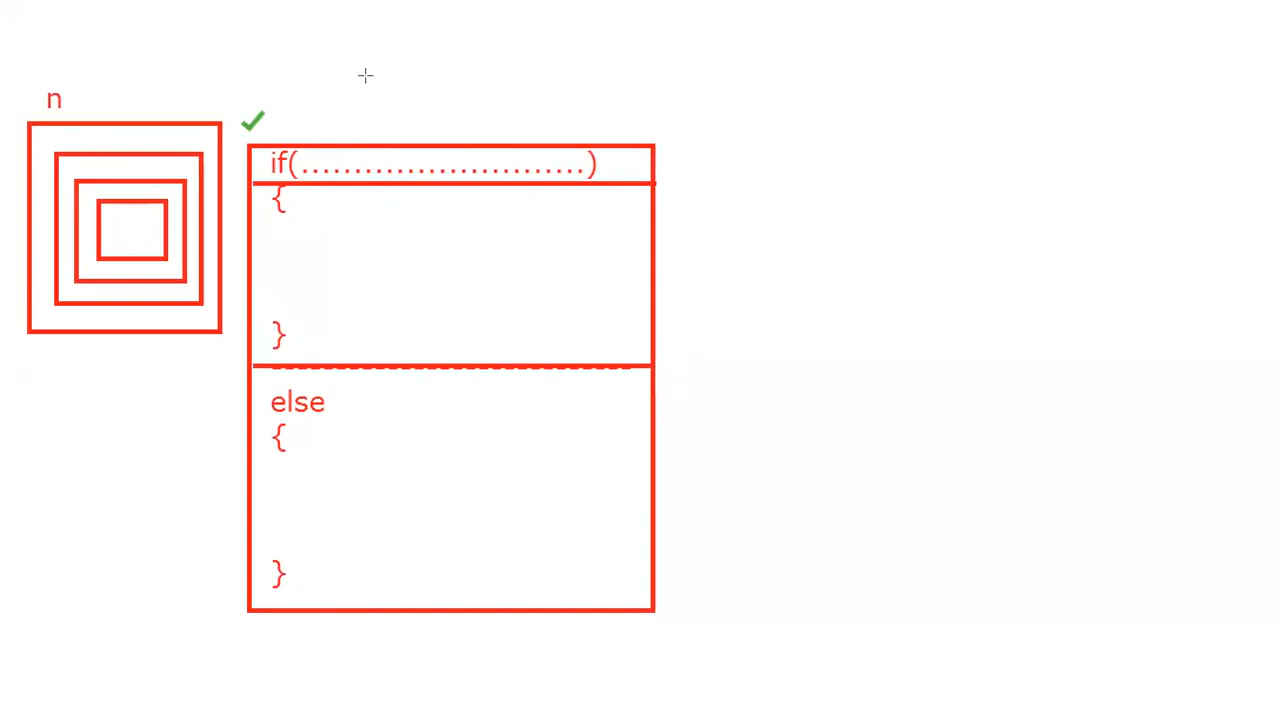 n
if(...........................)
{
}
-----------------------------
else
{
}